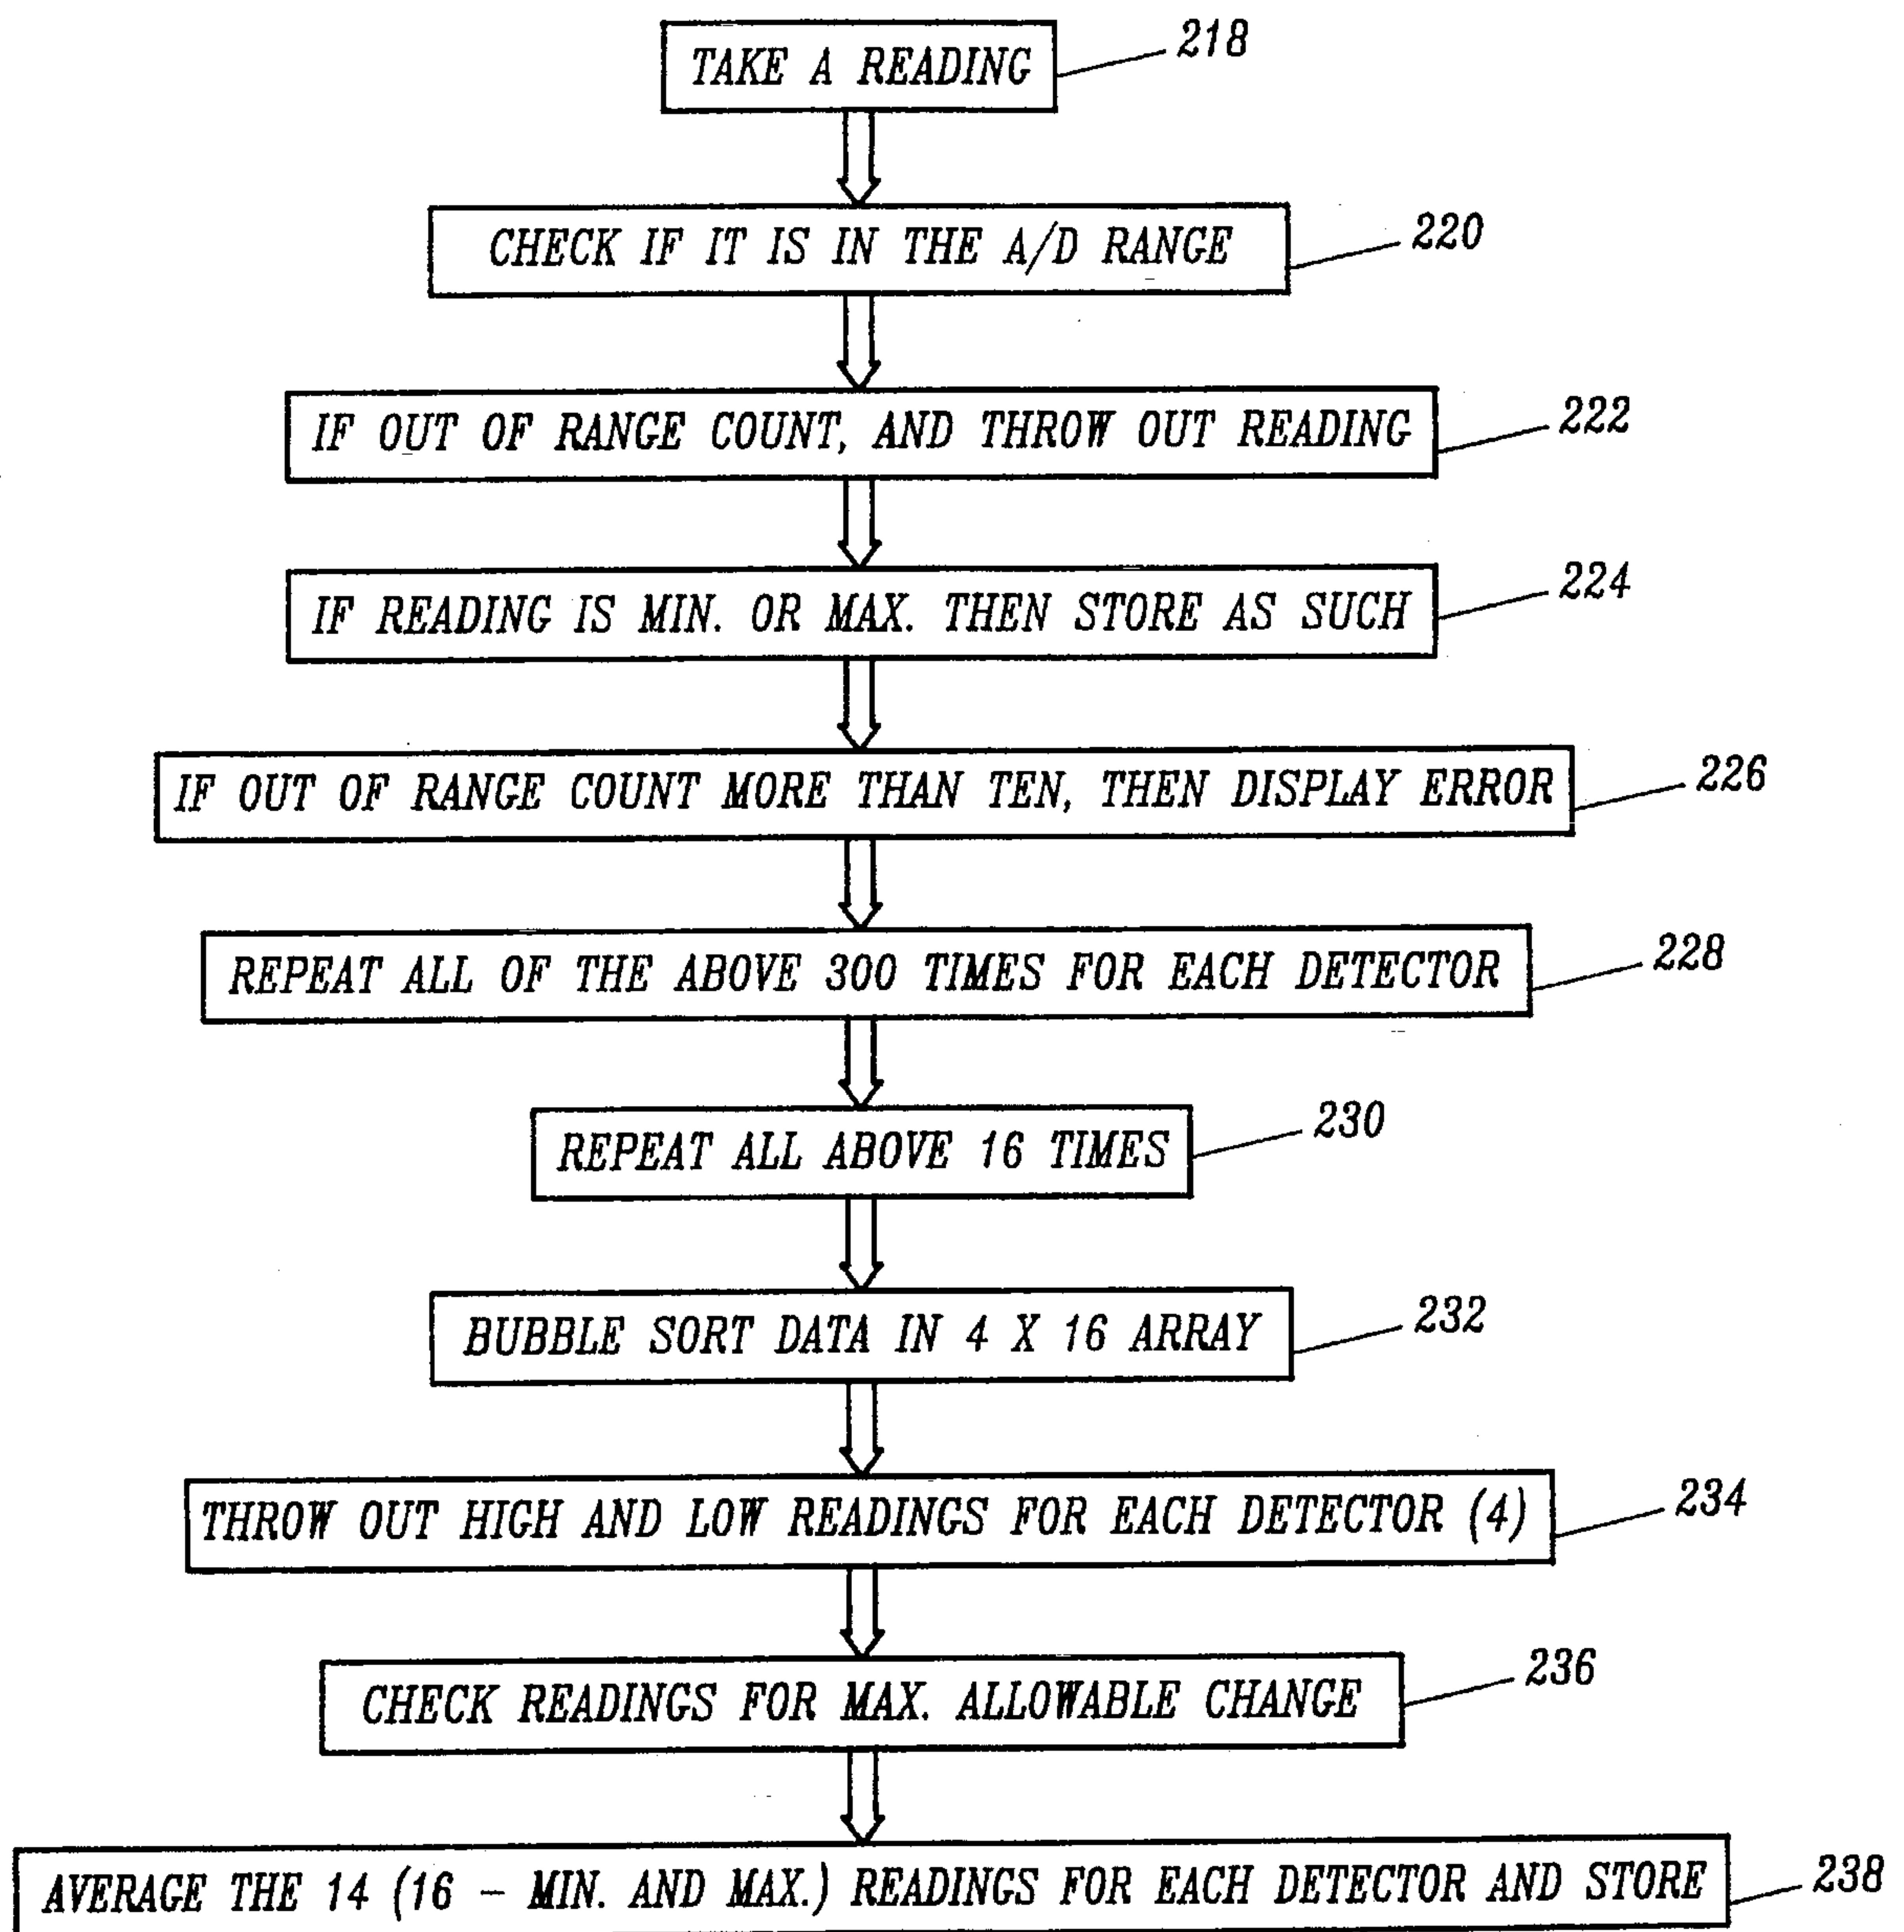 TAKE A READING
218
CHECK IF IT IS IN THE A/D RANGE
220
IF OUT OF RANGE COUNT, AND THROW OUT READING
222
IF READING IS MIN. OR MAX. THEN STORE AS SUCH
224
IF OUT OF RANGE COUNT MORE THAN TEN, THEN DISPLAY ERROR
226
REPEAT ALL OF THE ABOVE 300 TIMES FOR EACH DETECTOR
228
REPEAT ALL ABOVE 16 TIMES
230
BUBBLE SORT DATA IN 4 X 16 ARRAY
232
THROW OUT HIGH AND LOW READINGS FOR EACH DETECTOR (4)
234
CHECK READINGS FOR MAX. ALLOWABLE CHANGE
236
AVERAGE THE 14 (16 - MIN. AND MAX.) READINGS FOR EACH DETECTOR AND STORE
238